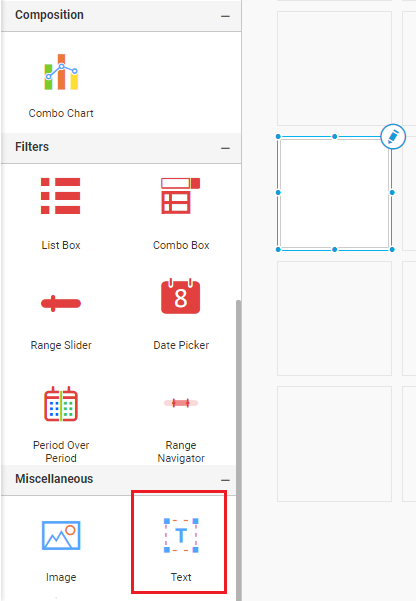 Composition
Combo Chart
Filters
List Box
Combo Box
Range Slider
8
Date Picker
Period Over
Period
Range
Navigator
Miscellaneous
T
Image
Text